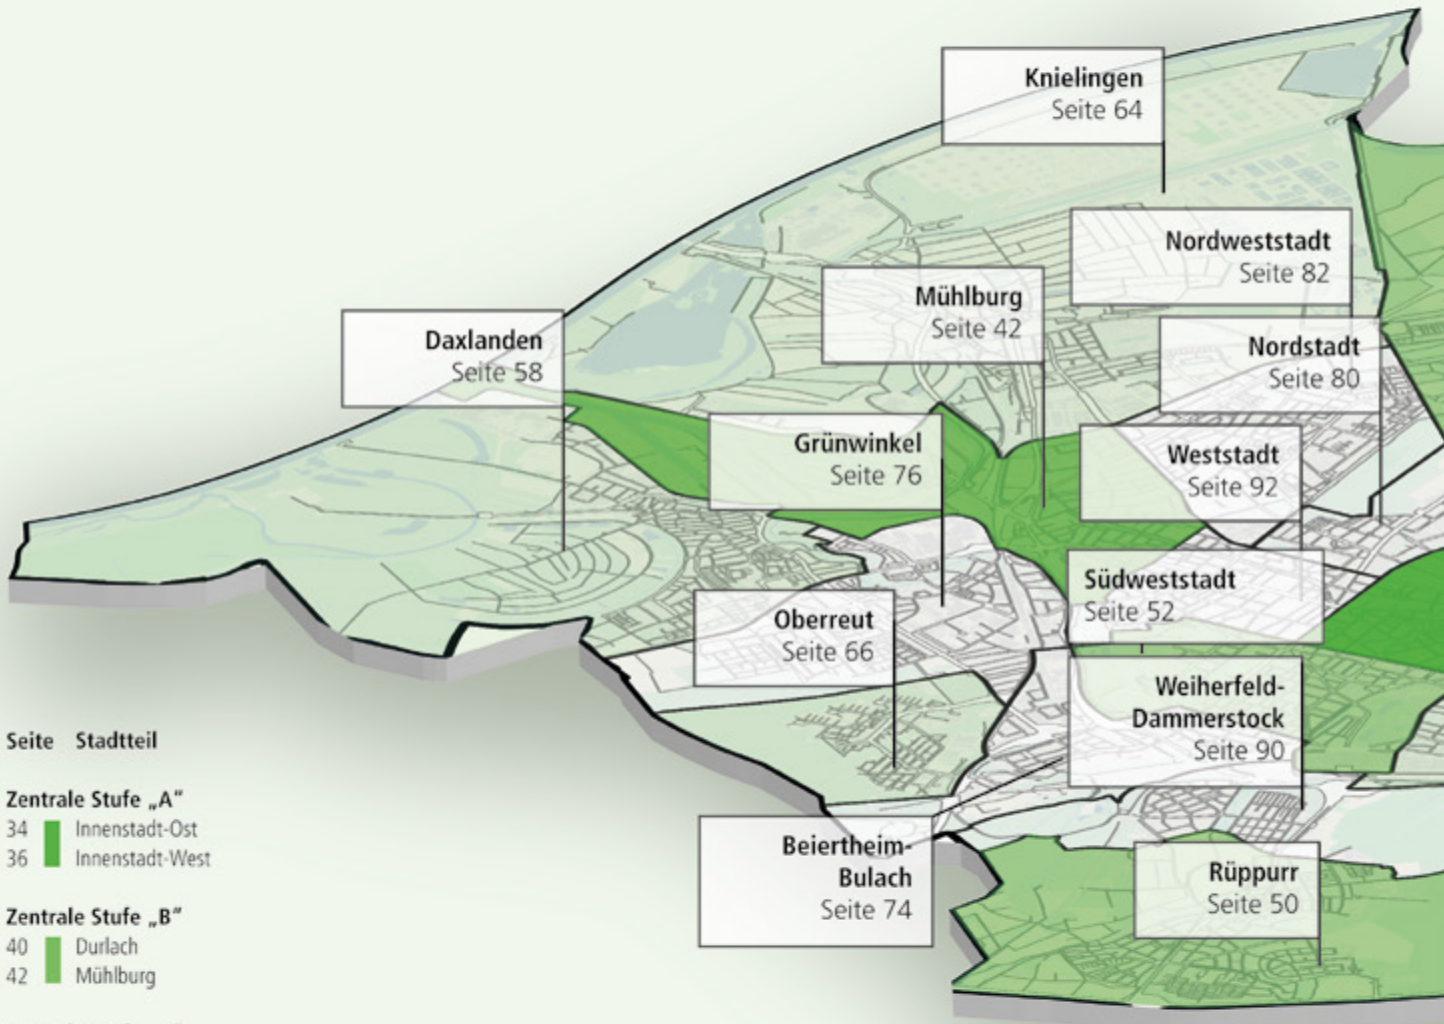 Knielingen
Seite 64
Nordweststadt
Seite 82
Mühlburg
Seite 42
Daxlanden
Seite 58
Nordstadt
Seite 80
Grünwinkel
Seite 76
Weststadt
Seite 92
Südweststadt
Seite 52
Oberreut
Seite 66
Weiherfeld-
Dammerstock
Seite 90
Beiertheim-
Bulach
Seite 74
Rüppurr
Seite 50
Seite Stadtteil
Zentrale Stufe „A“
34 Innenstadt-Ost
36 Innenstadt-West
Zentrale Stufe „B“
40 Durlach
42 Mühlburg